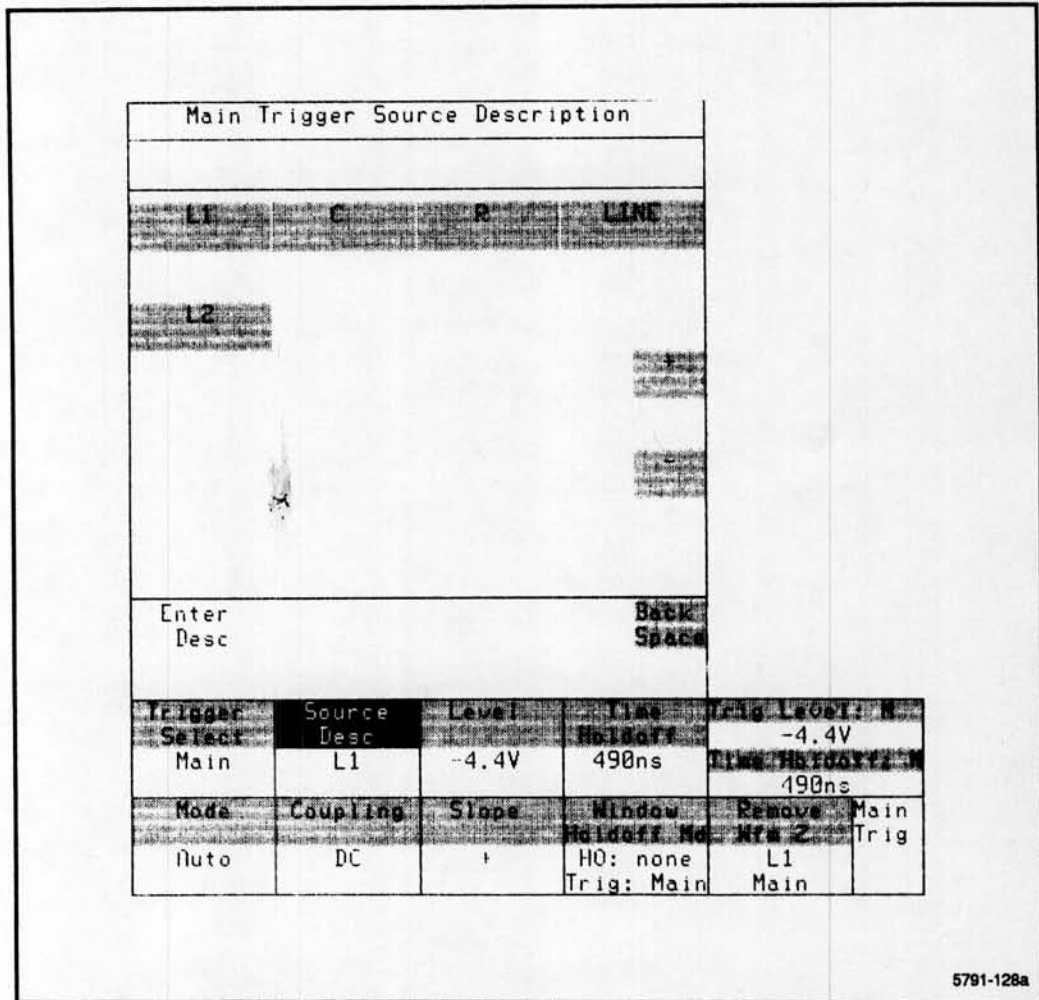 Main Trigger Source Description
L1 C R LINE
L2
+
-
Enter Desc
Back Space
Trigger Select
Main
Source Desc
L1
Level
-4.4V
Time Holdoff
490ns
Trig Level: M
-4.4V
Time Holdoff: M
490ns
Mode
Auto
Coupling
DC
Slope
+
Window Holdoff Md
HO: none
Trig: Main
Remove Wfm 2
L1
Main
Main Trig
5791-128a